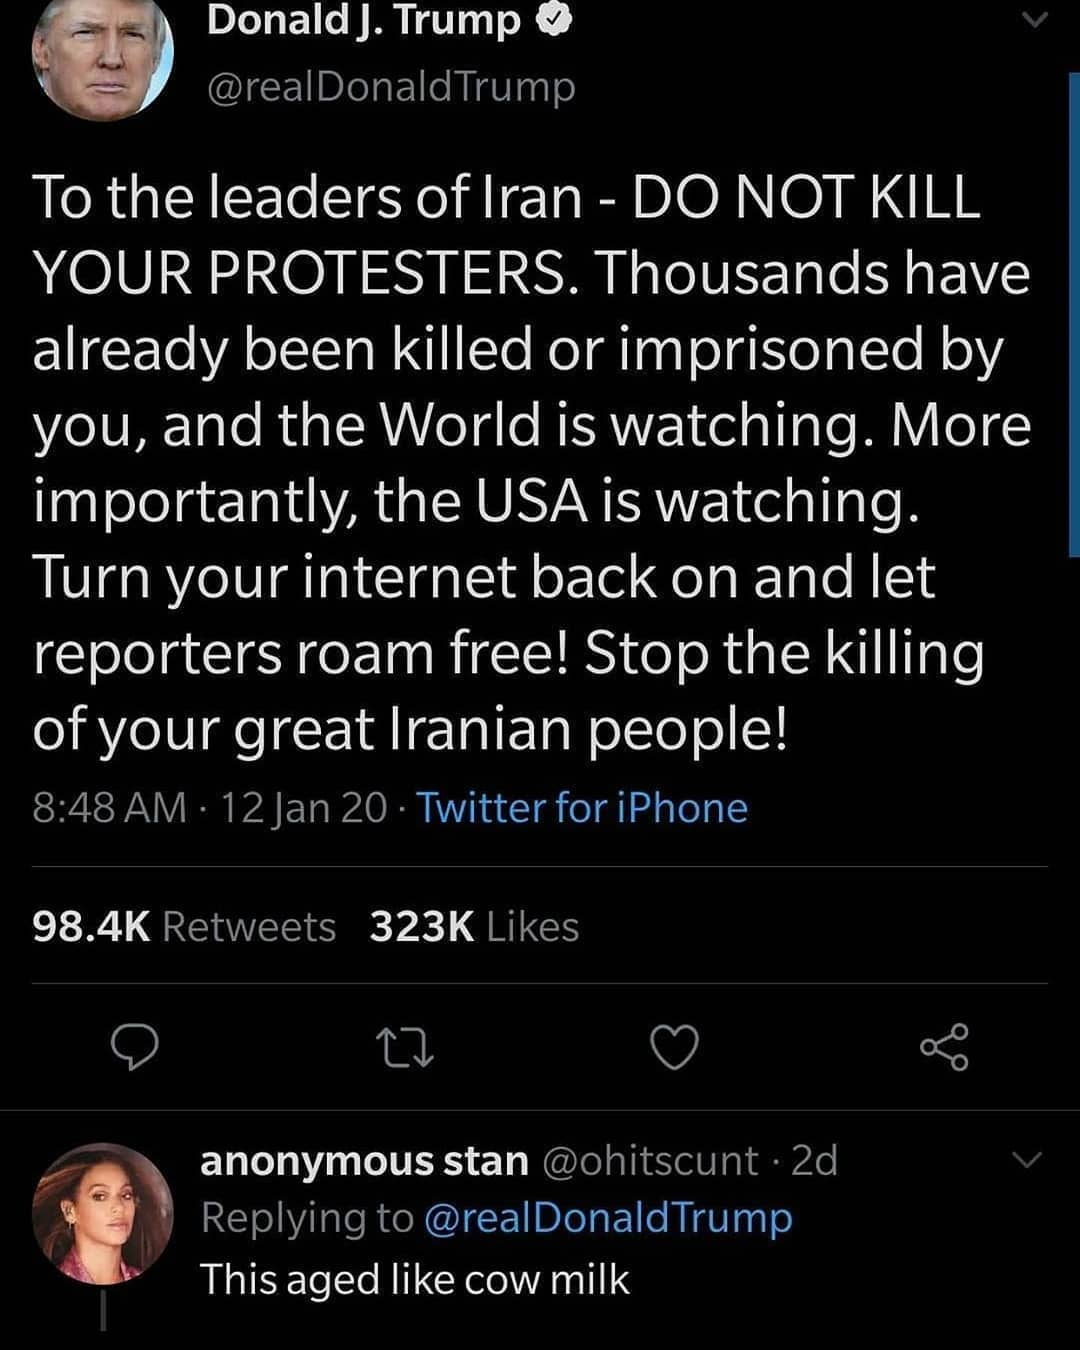 Donald J. Trump
@realDonaldTrump
To the leaders of Iran - DO NOT KILL
YOUR PROTESTERS. Thousands have
already been killed or imprisoned by
you, and the World is watching. More
importantly, the USA is watching.
Turn your internet back on and let
reporters roam free! Stop the killing
of your great Iranian people!
8:48 AM · 12 Jan 20 · Twitter for iPhone
98.4K Retweets 323K Likes
anonymous stan @ohitscunt · 2d
Replying to @realDonaldTrump
This aged like cow milk